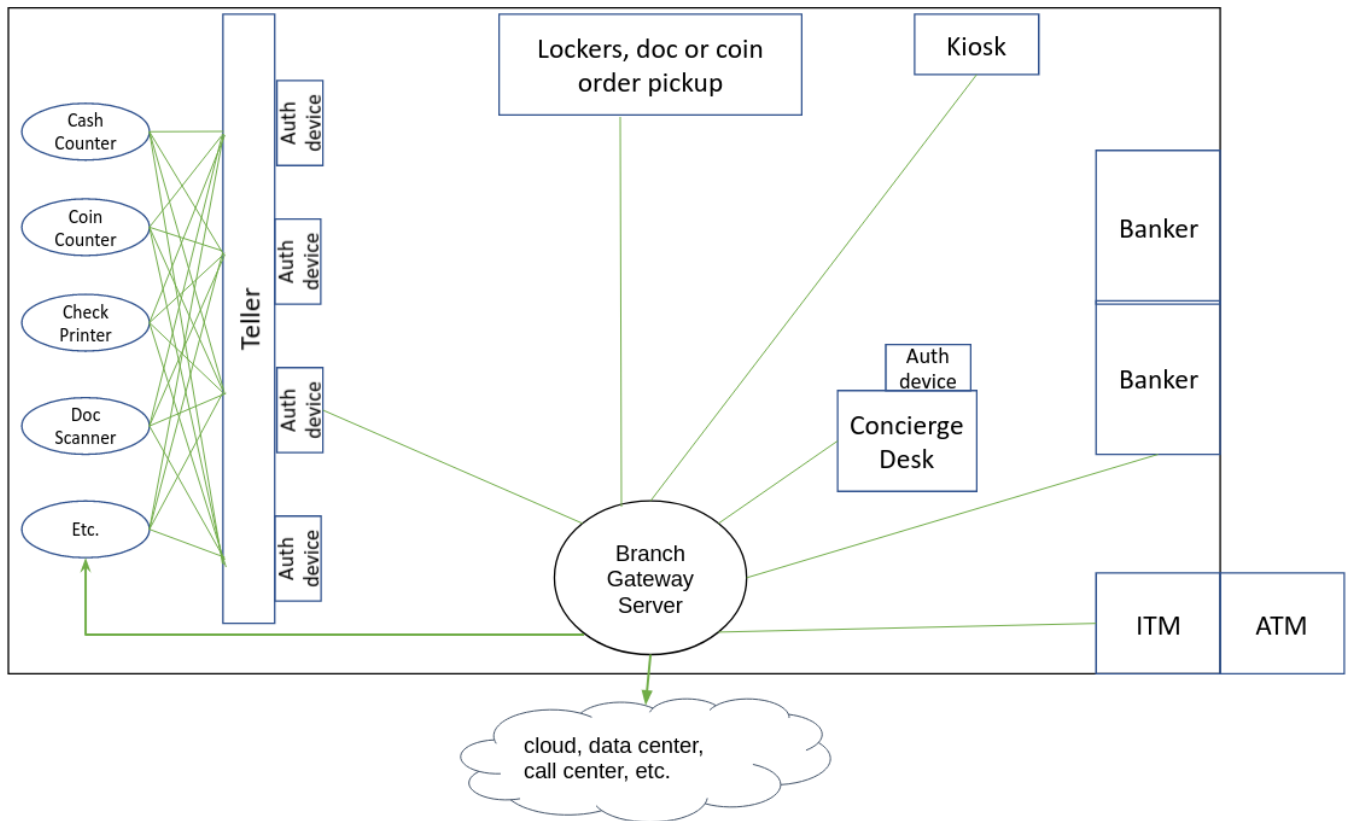 Lockers, doc or coin
order pickup
Kiosk
Cash
Counter
Coin
Counter
Check
Printer
Doc
Scanner
Etc.
Teller
Auth
device
Auth
device
Auth
device
Auth
device
Banker
Banker
Auth
device
Concierge
Desk
Branch
Gateway
Server
ITM
ATM
cloud, data center,
call center, etc.